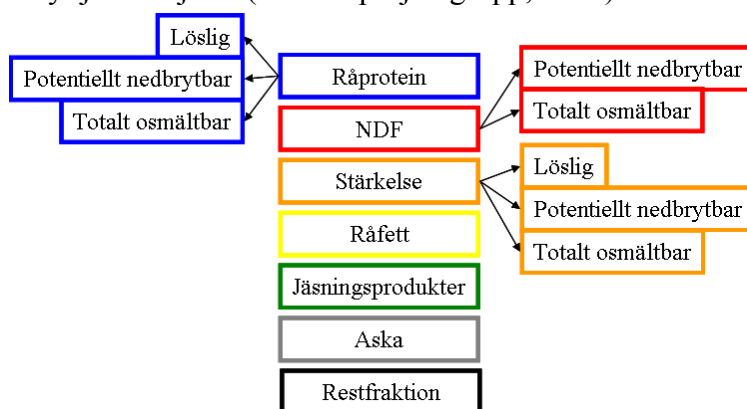 Löslig
Potentiellt nedbrytbar
Totalt osmältbar
Råprotein
NDF
Stärkelse
Råfett
Jäsningsprodukter
Aska
Restfraktion
Potentiellt nedbrytbar
Totalt osmältbar
Löslig
Potentiellt nedbrytbar
Totalt osmältbar